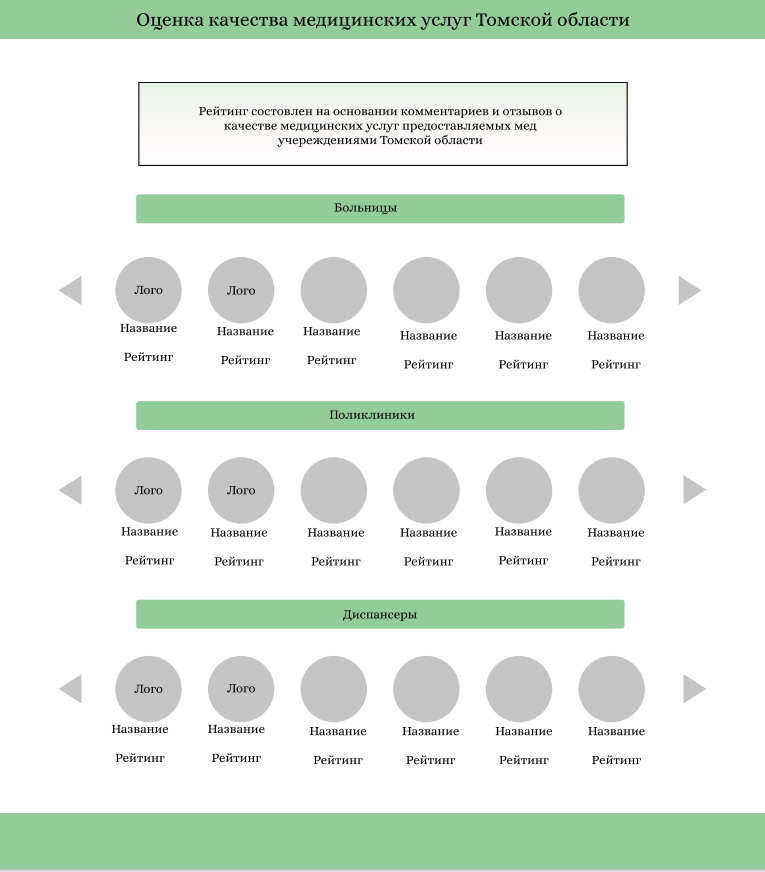 Оценка качества медицинских услуг Томской области
Рейтинг состовлен на основании комментариев и отзывов о
качестве медицинских услуг предоставляемых мед
учереждениями Томской области
Больницы
Лого Лого
Название Название Название Название Название Название
Рейтинг Рейтинг Рейтинг Рейтинг Рейтинг Рейтинг
Поликлиники
Лого Лого
Название Название Название Название Название Название
Рейтинг Рейтинг Рейтинг Рейтинг Рейтинг Рейтинг
Диспансеры
Лого Лого
Название Название Название Название Название Название
Рейтинг Рейтинг Рейтинг Рейтинг Рейтинг Рейтинг